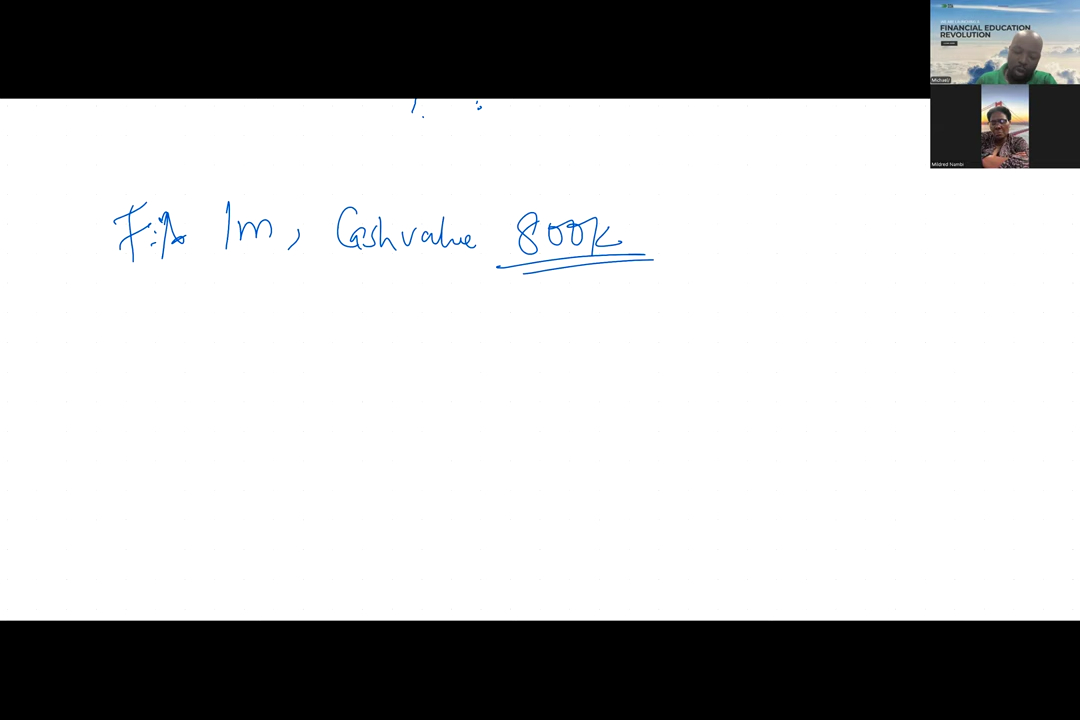 FINANCIAL EDUCATION
REVOLUTION
Mildred Nambi
1m, Cashvalue 800k